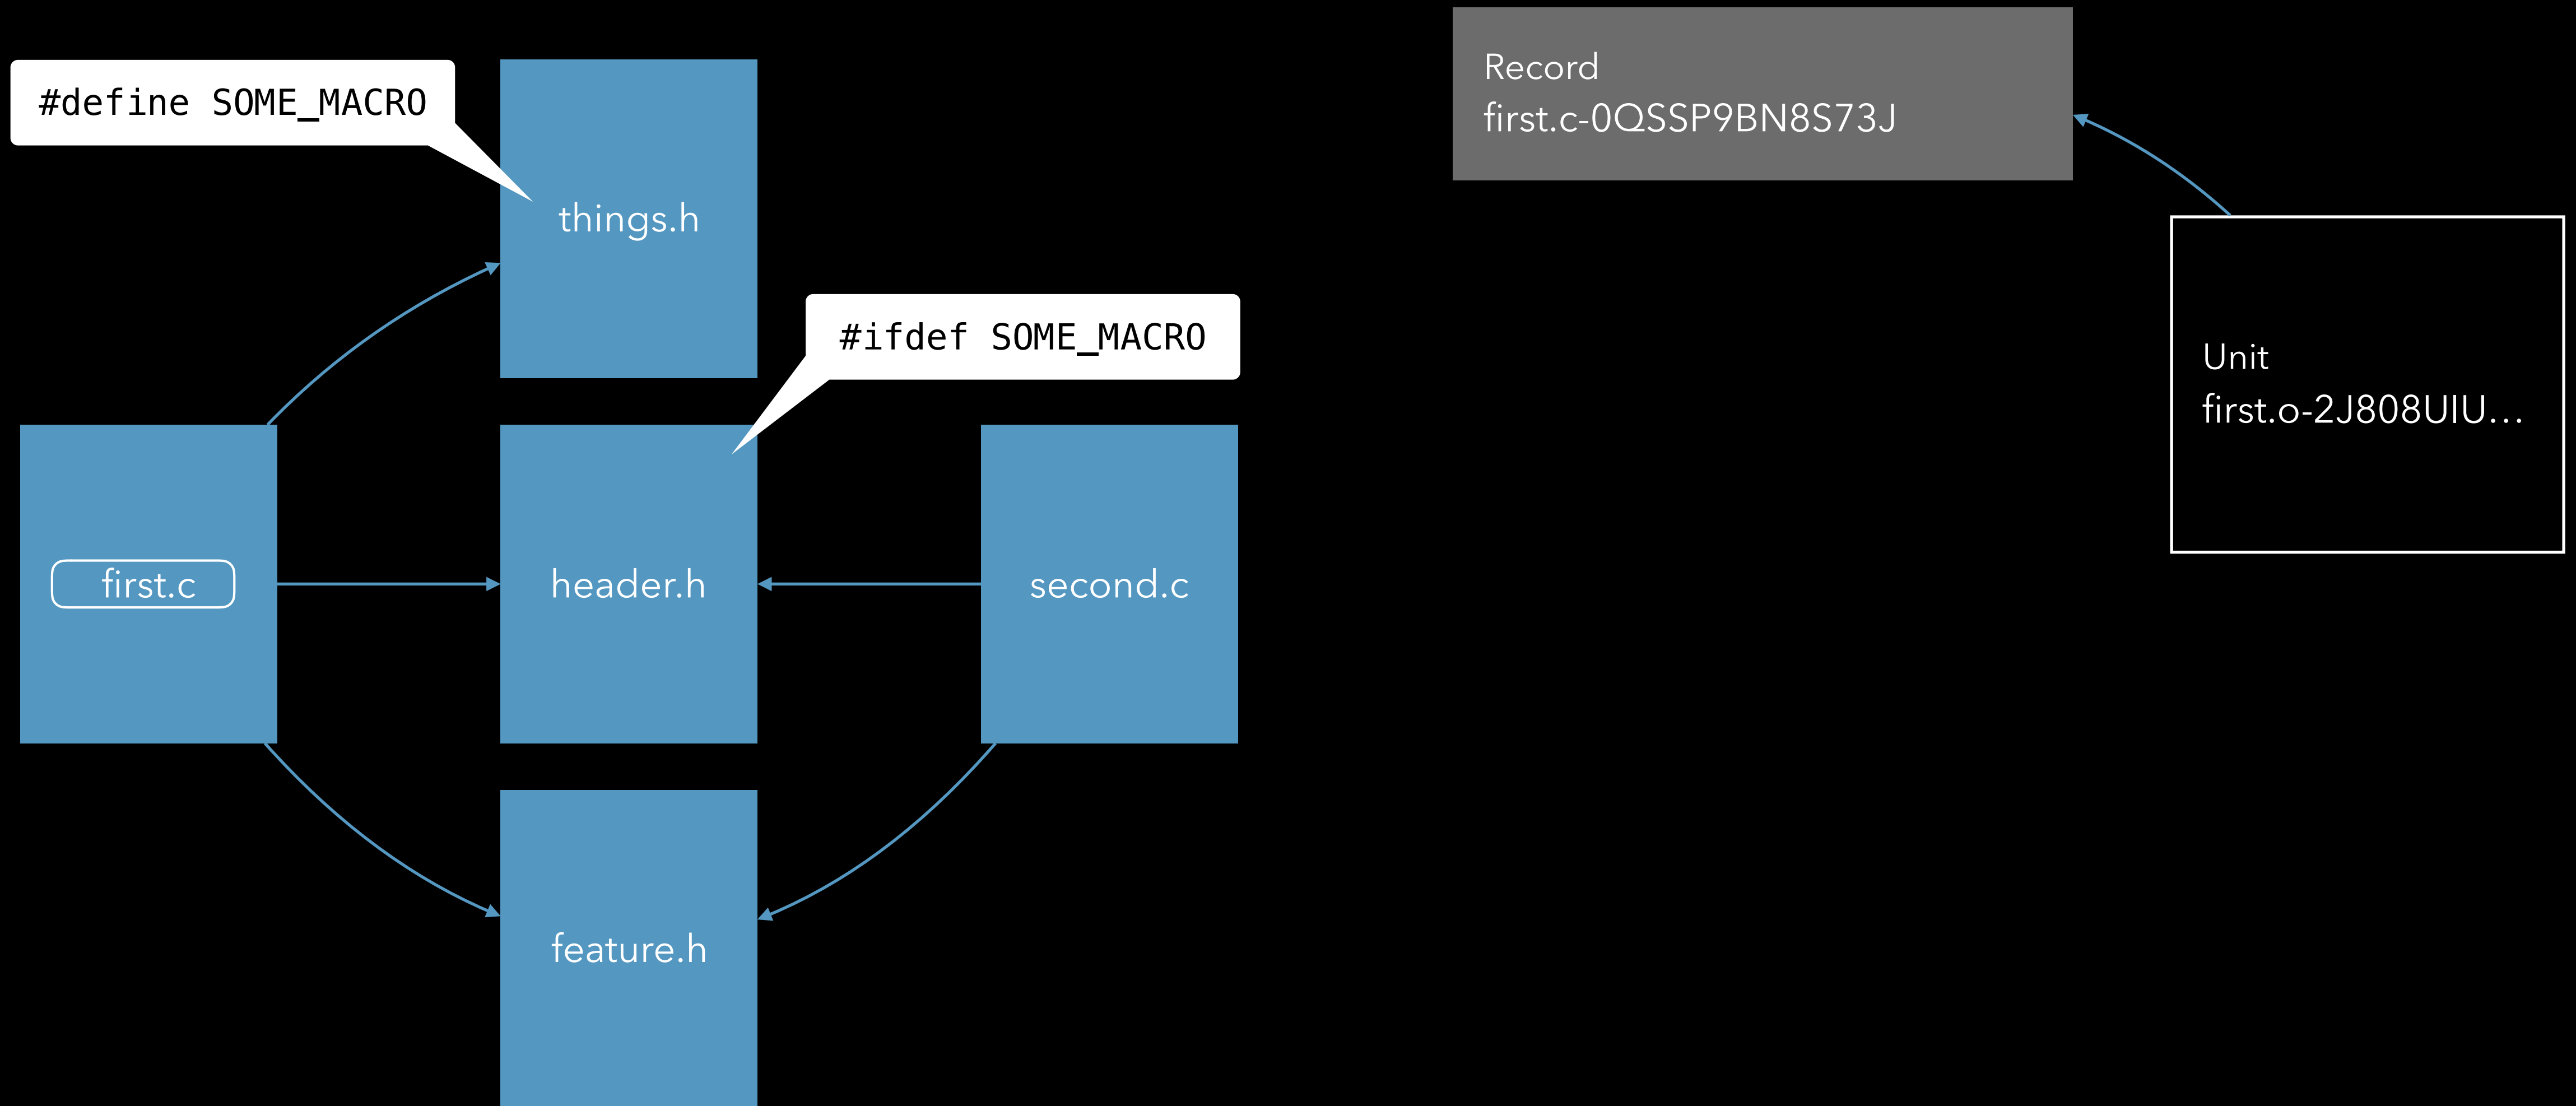 #define SOME_MACRO
things.h
#ifdef SOME_MACRO
first.c
header.h
second.c
feature.h
Record
first.c-0QSSP9BN8S73J
Unit
first.o-2J808UIU...